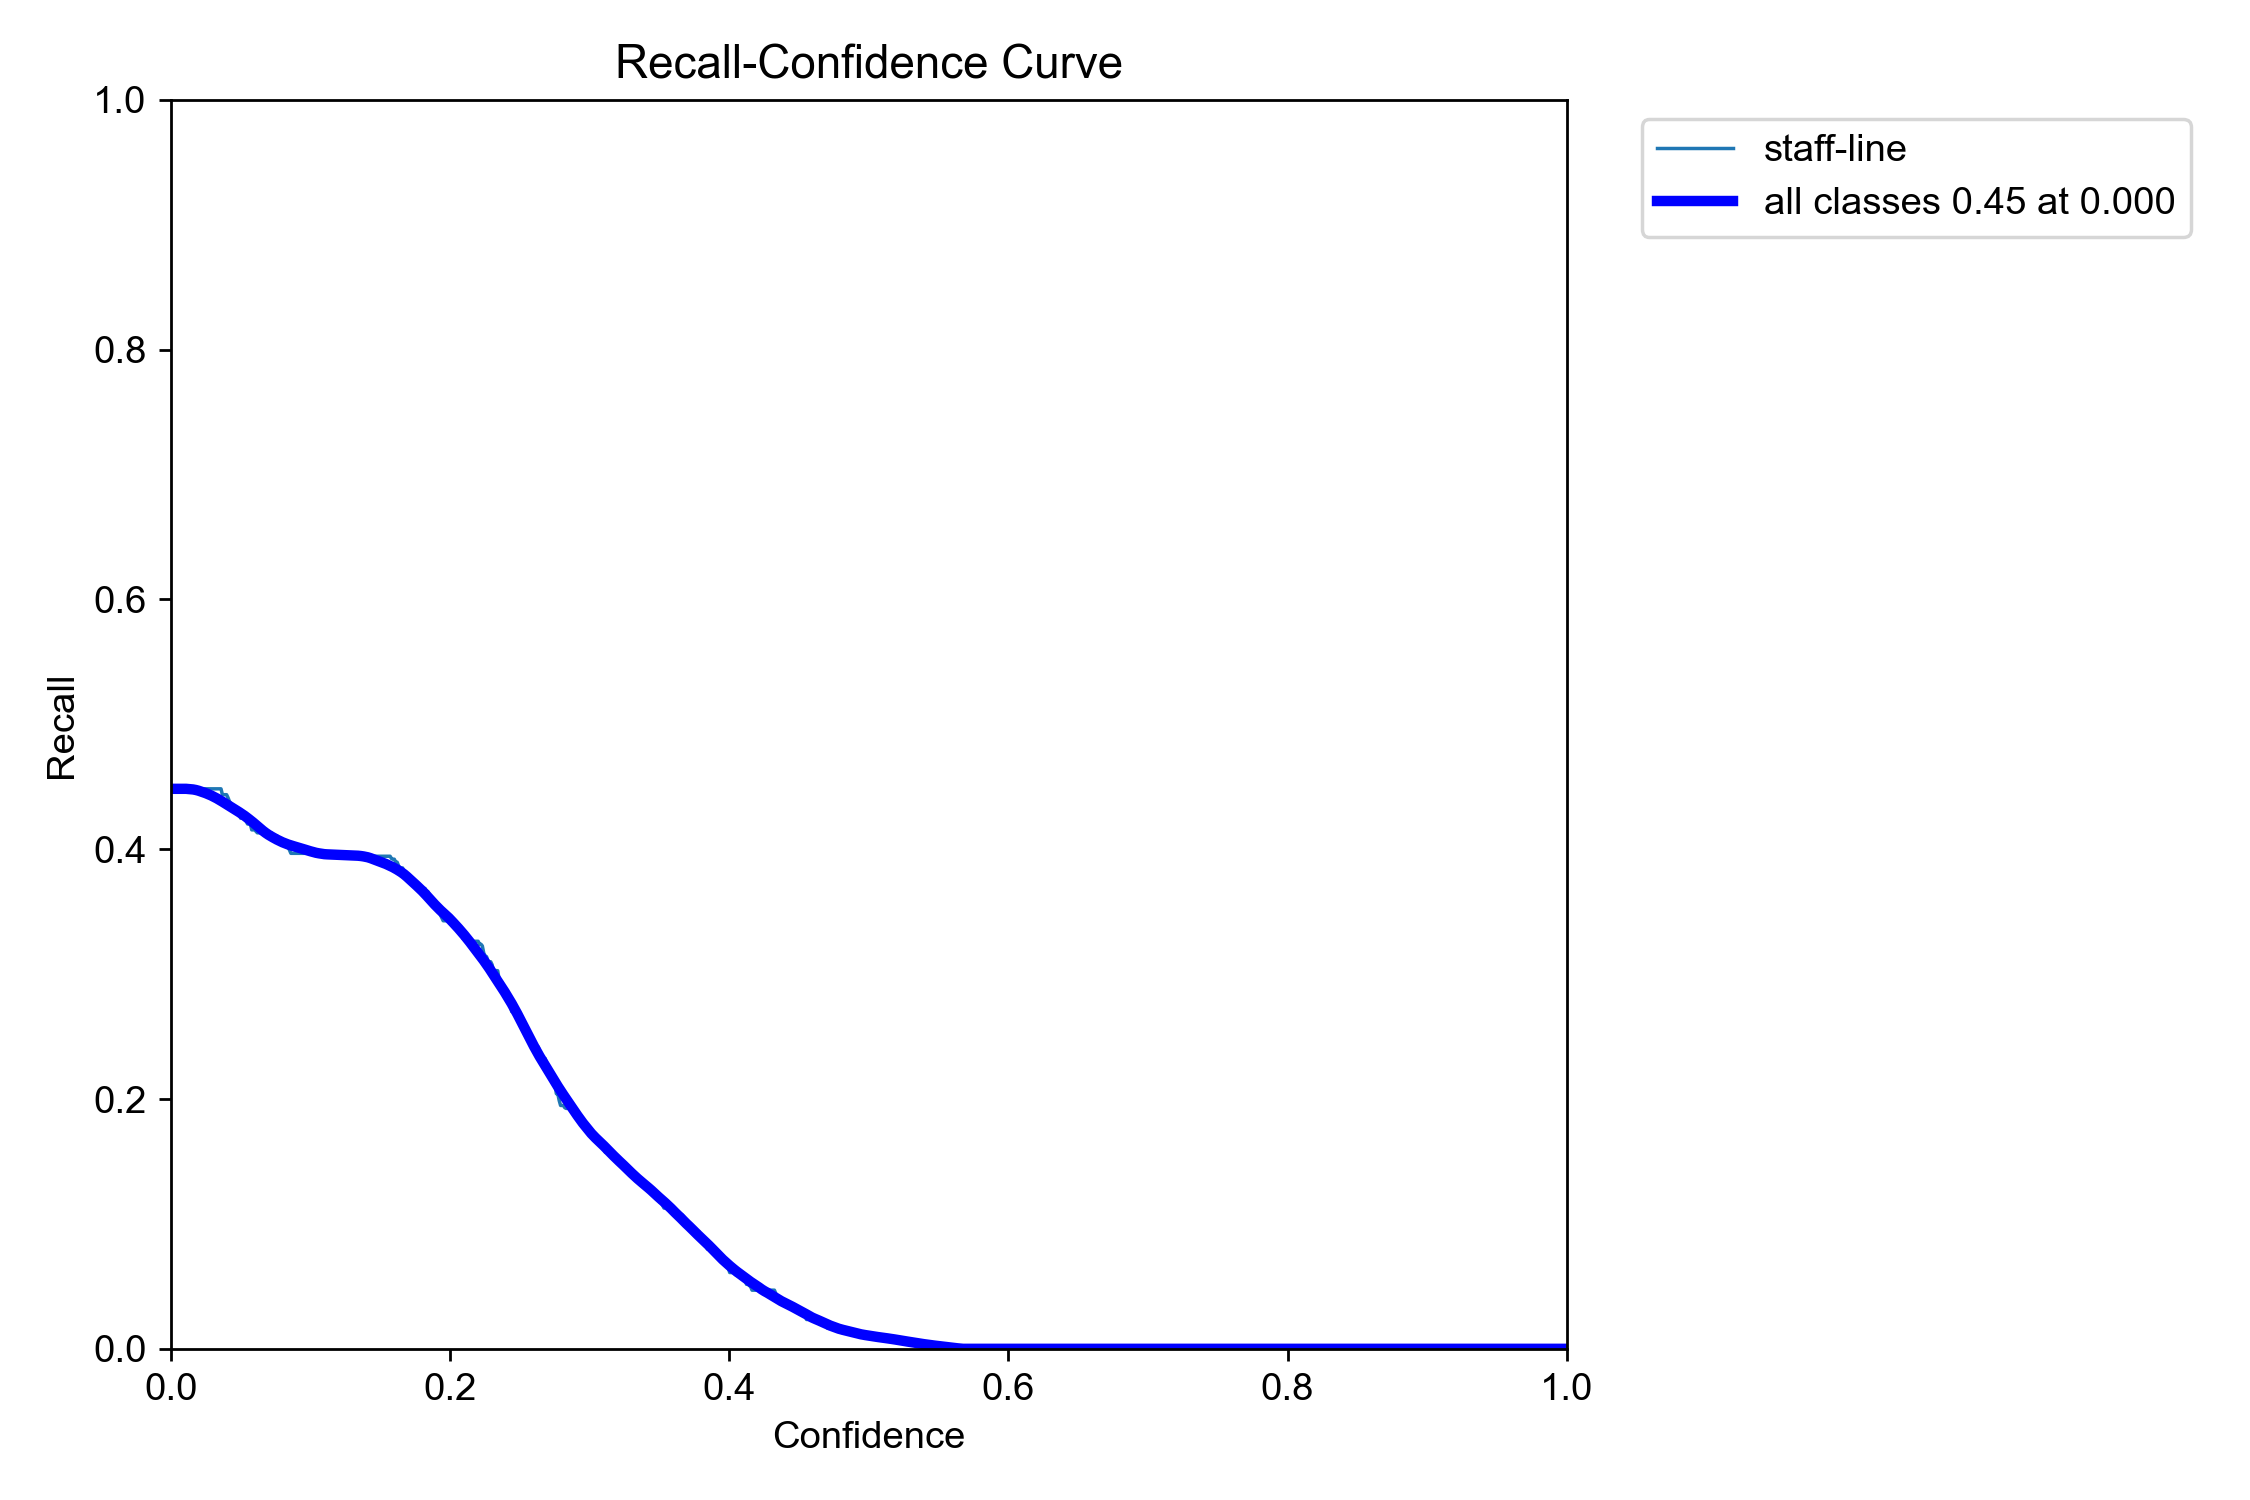 Recall-Confidence Curve
1.0
0.8
0.6
0.4
0.2
0.0
Recall
0.0 0.2 0.4 0.6 0.8 1.0
Confidence
staff-line
all classes 0.45 at 0.000